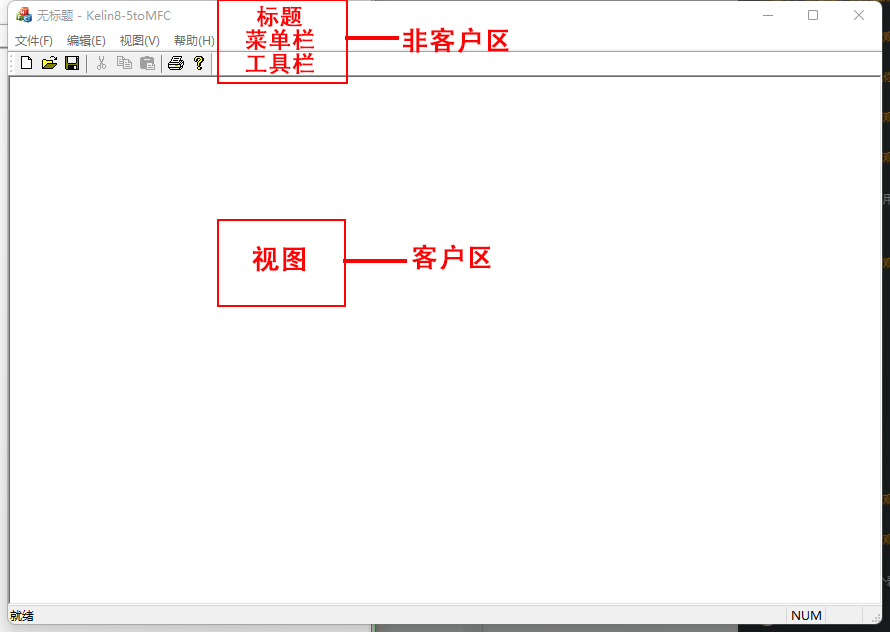 无标题 - Kelin8-5toMFC
文件(F) 编辑(E) 视图(V) 帮助(H)
标题
菜单栏
工具栏
非客户区
视图
客户区
就绪
NUM